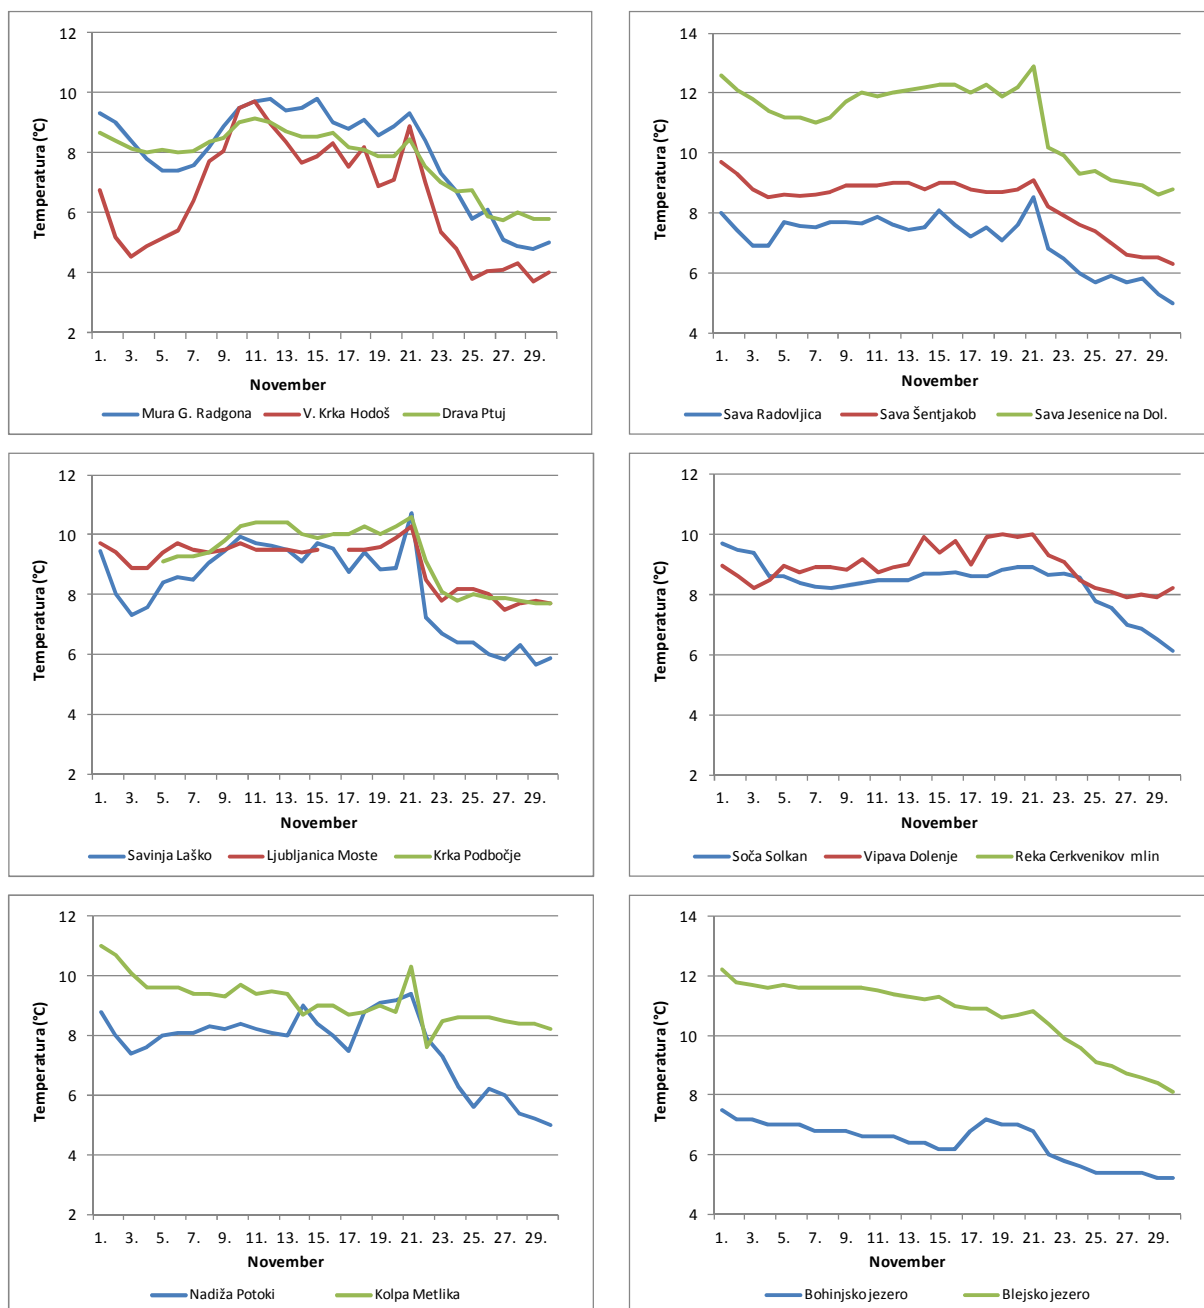 12
10
8
6
4
2
Temperatura (°C)
1. 3. 5. 7. 9. 11. 13. 15. 17. 19. 21. 23. 25. 27. 29.
November
Mura G. Radgona V. Krka Hodoš Drava Ptuj
14
12
10
8
6
4
Temperatura (°C)
1. 3. 5. 7. 9. 11. 13. 15. 17. 19. 21. 23. 25. 27. 29.
November
Sava Radovljica Sava Šentjakob Sava Jesenice na Dol.
12
10
8
6
4
2
Temperatura (°C)
1. 3. 5. 7. 9. 11. 13. 15. 17. 19. 21. 23. 25. 27. 29.
November
Savinja Laško Ljubljanica Moste Krka Podbočje
12
10
8
6
4
2
Temperatura (°C)
1. 3. 5. 7. 9. 11. 13. 15. 17. 19. 21. 23. 25. 27. 29.
November
Soča Solkan Vipava Dolenje Reka Cerkvenikov mlin
12
10
8
6
4
2
Temperatura (°C)
1. 3. 5. 7. 9. 11. 13. 15. 17. 19. 21. 23. 25. 27. 29.
November
Nadiža Potoki Kolpa Metlika
14
12
10
8
6
4
Temperatura (°C)
1. 3. 5. 7. 9. 11. 13. 15. 17. 19. 21. 23. 25. 27. 29.
November
Bohinjsko jezero Blejsko jezero